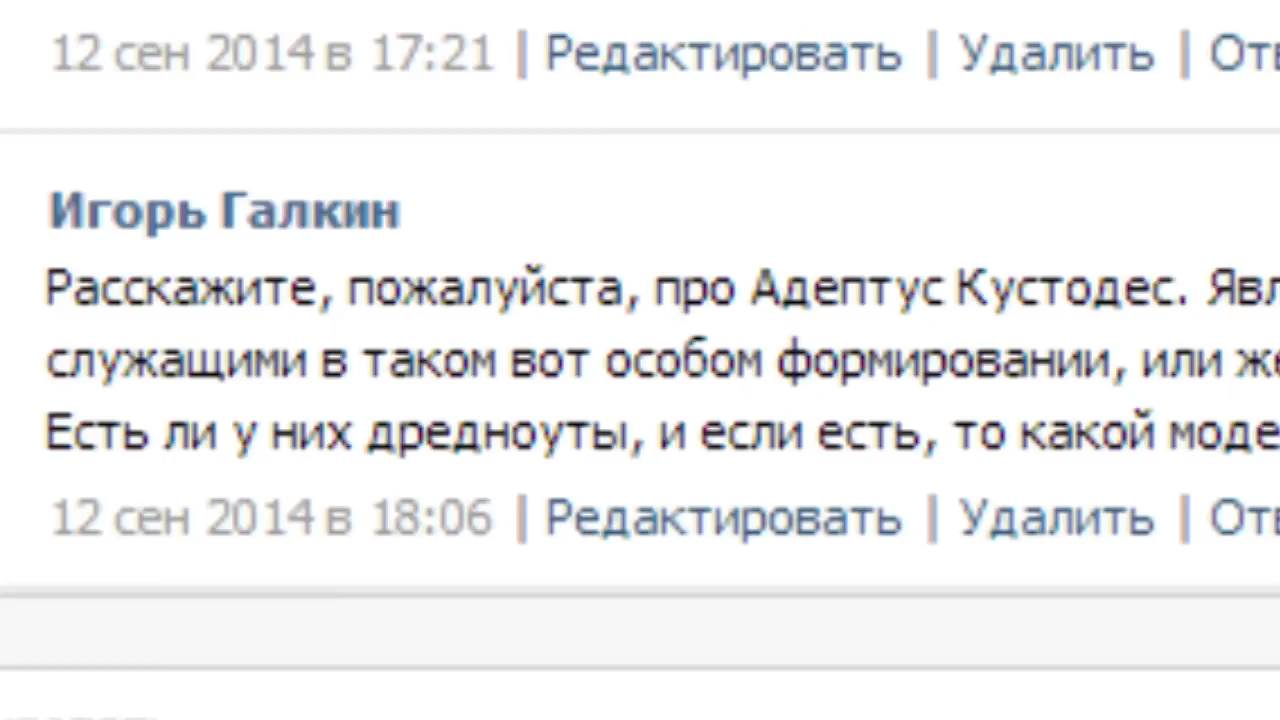 12 сен 2014 в 17:21 | Редактировать | Удалить |
Игорь Галкин
Расскажите, пожалуйста, про Адептус Кустодес.
служащими в таком вот особом формировании, или
Есть ли у них дредноуты, и если есть, то какой
12 сен 2014 в 18:06 | Редактировать | Удалить |